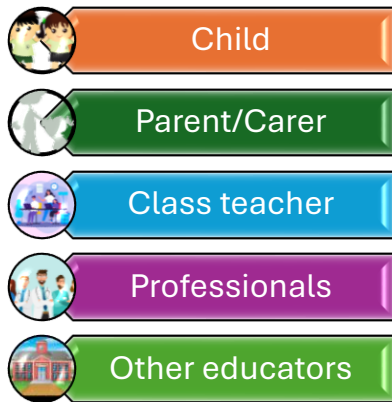 Child
Parent/Carer
Class teacher
Professionals
Other educators